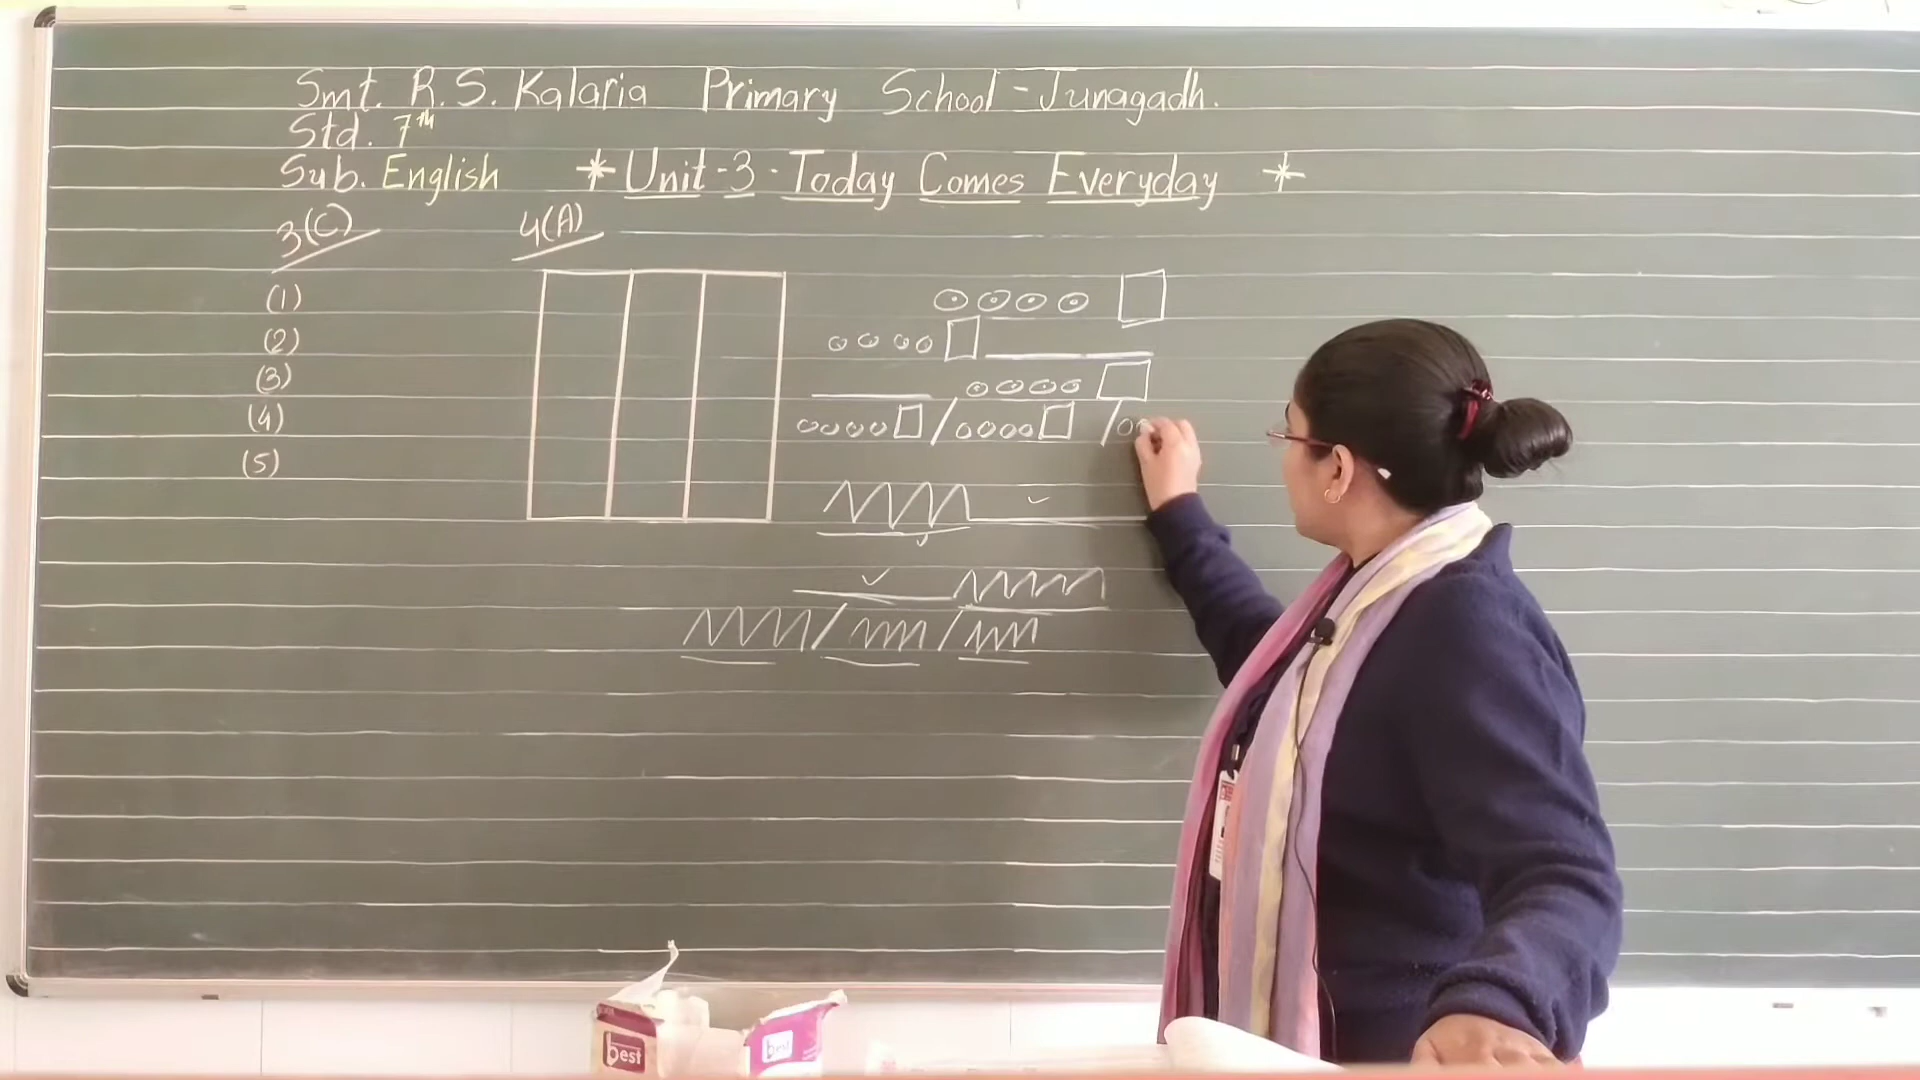 Smt. R.S. Kalaria Primary School - Junagadh.
Std. 7th
Sub. English * Unit-3 - Today Comes Everyday *
3(C) 4(A)
(1)
(2)
(3)
(4)
(5)
best
best